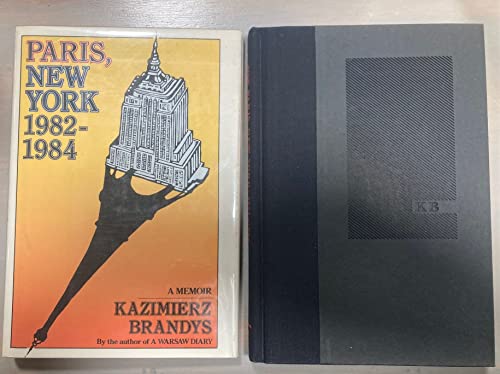 PARIS,
NEW
YORK
1982-
1984
A MEMOIR
KAZIMIERZ
BRANDYS
By the author of A WARSAW DIARY
KB